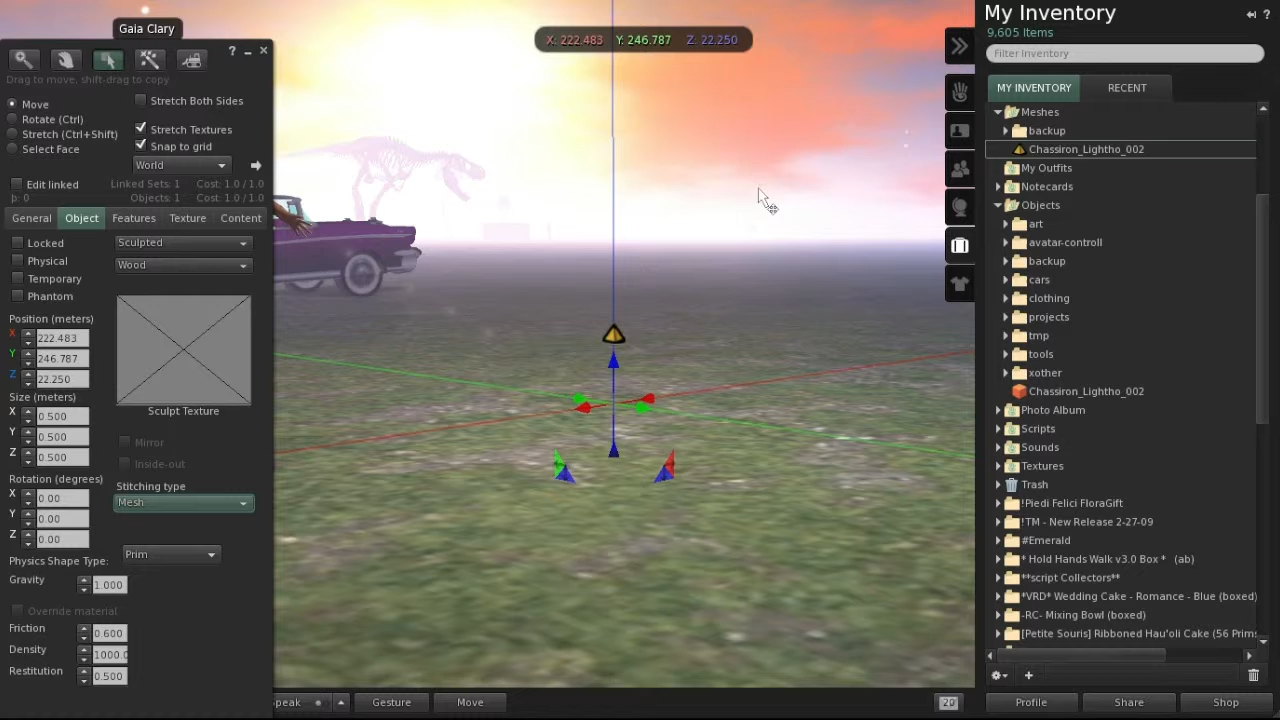 Gaia Clary
X: 222.483 Y: 246.787 Z: 22.250
My Inventory
?
9,605 Items
Filter Inventory
MY INVENTORY RECENT
Meshes
backup
Chassiron_Lightho_002
My Outfits
Notecards
Objects
art
avatar-controll
backup
cars
clothing
projects
tmp
tools
xother
Chassiron_Lightho_002
Photo Album
Scripts
Sounds
Textures
Trash
!Piedi Felici FloraGift
!TM - New Release 2-27-09
#Emerald
* Hold Hands Walk v3.0 Box * (ab)
**script Collectors**
*VRD* Wedding Cake - Romance - Blue (boxed)
-RC- Mixing Bowl (boxed)
[Petite Souris] Ribboned Hau'oli Cake (56 Prims
Profile Share Shop
?
Drag to move, shift-drag to copy
Move
Rotate (Ctrl)
Stretch (Ctrl+Shift)
Select Face
Stretch Both Sides
Stretch Textures
Snap to grid
World
Edit linked
Linked Sets: 1 Cost: 1.0 / 1.0
þ: 0
Objects: 1 Cost: 1.0 / 1.0
General Object Features Texture Content
Locked
Physical
Temporary
Phantom
Sculpted
Wood
Position (meters)
X 222.483
Y 246.787
Z 22.250
Sculpt Texture
Size (meters)
X 0.500
Y 0.500
Z 0.500
Mirror
Inside-out
Stitching type
Mesh
Rotation (degrees)
X 0.00
Y 0.00
Z 0.00
Physics Shape Type: Prim
Gravity 1.000
Override material
Friction 0.600
Density 1000.0
Restitution 0.500
peak Gesture Move
2D